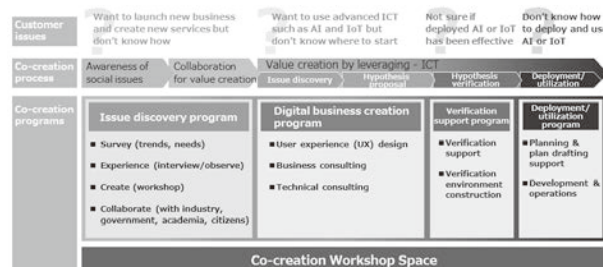 Customer issues
Want to launch new business and create new services but don't know how
Want to use advanced ICT such as AI and IoT but don't know where to start
Not sure if deployed AI or IoT has been effective
Don't know how to deploy and use AI or IoT
?
?
?
?
Co-creation process
Awareness of social issues
Collaboration for value creation
Value creation by leveraging - ICT
Issue discovery
Hypothesis proposal
Hypothesis verification
Deployment/utilization
Co-creation programs
Issue discovery program
■ Survey (trends, needs)
■ Experience (interview/observe)
■ Create (workshop)
■ Collaborate (with industry, government, academia, citizens)
Digital business creation program
■ User experience (UX) design
■ Business consulting
■ Technical consulting
Verification support program
■ Verification support
■ Verification environment construction
Deployment/utilization program
■ Planning & plan drafting support
■ Development & operations
Co-creation Workshop Space